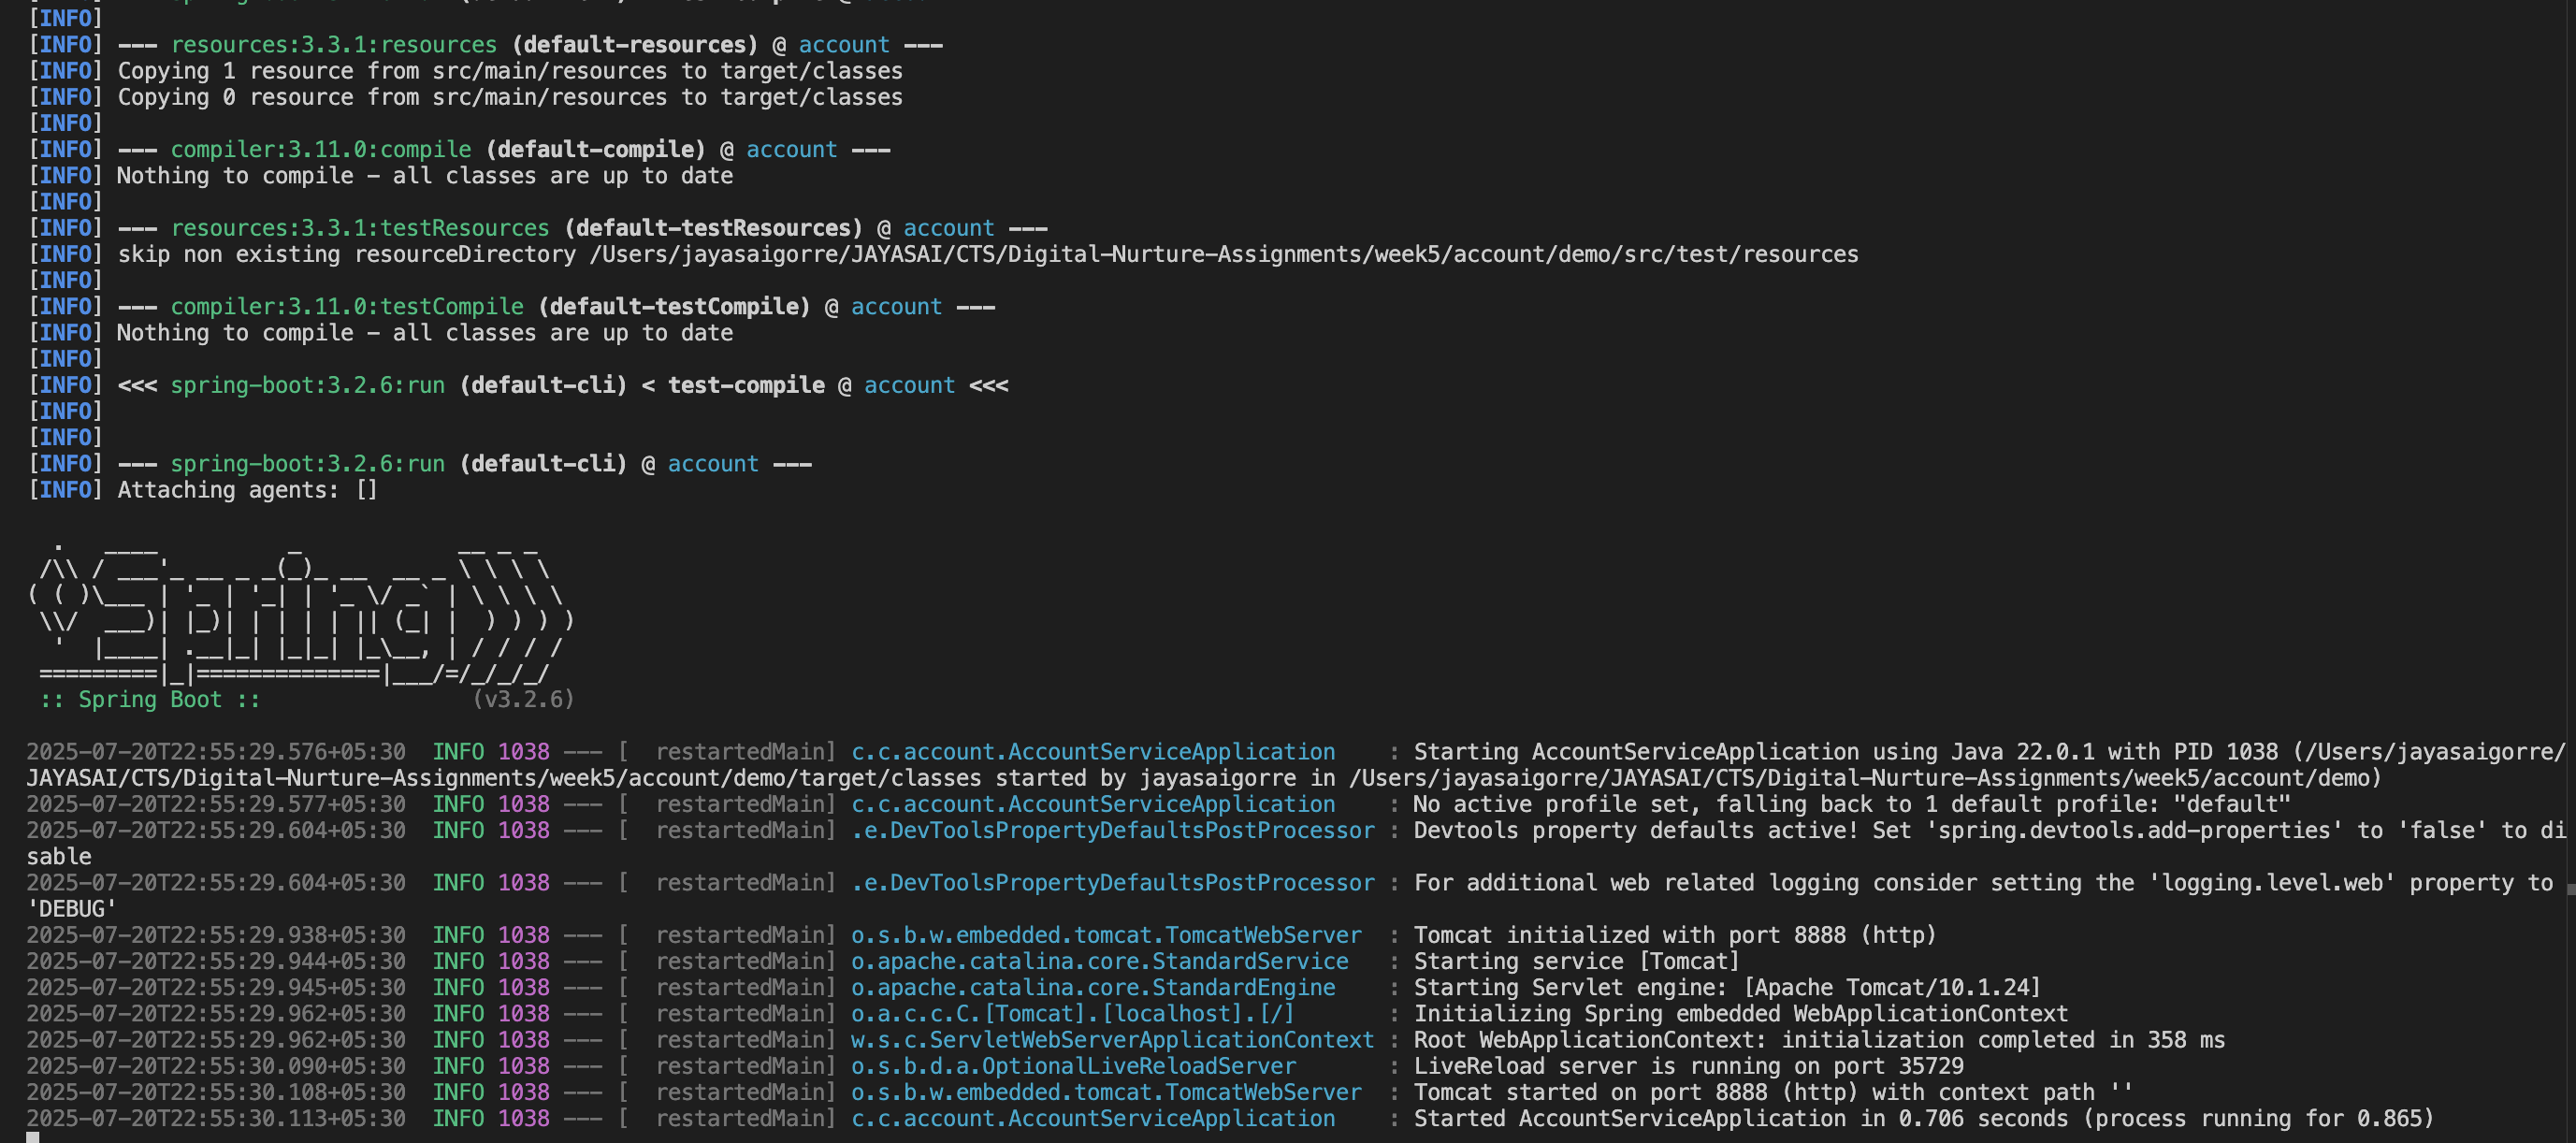 [INFO]
[INFO] --- resources:3.3.1:resources (default-resources) @ account ---
[INFO] Copying 1 resource from src/main/resources to target/classes
[INFO] Copying 0 resource from src/main/resources to target/classes
[INFO]
[INFO] --- compiler:3.11.0:compile (default-compile) @ account ---
[INFO] Nothing to compile - all classes are up to date
[INFO]
[INFO] --- resources:3.3.1:testResources (default-testResources) @ account ---
[INFO] skip non existing resourceDirectory /Users/jayasaigorre/JAYASAI/CTS/Digital-Nurture-Assignments/week5/account/demo/src/test/resources
[INFO]
[INFO] --- compiler:3.11.0:testCompile (default-testCompile) @ account ---
[INFO] Nothing to compile - all classes are up to date
[INFO]
[INFO] <<< spring-boot:3.2.6:run (default-cli) < test-compile @ account <<<
[INFO]
[INFO]
[INFO] --- spring-boot:3.2.6:run (default-cli) @ account ---
[INFO] Attaching agents: []
  .   ____          _            __ _ _
 /\\ / ___'_ __ _ _(_)_ __  __ _ \ \ \ \
( ( )\___ | '_ | '_| | '_ \/ _` | \ \ \ \
 \\/  ___)| |_)| | | | | || (_| |  ) ) ) )
  '  |____| .__|_| |_|_| |_\__, | / / / /
 =========|_|==============|___/=/_/_/_/
 :: Spring Boot ::                (v3.2.6)
2025-07-20T22:55:29.576+05:30  INFO 1038 --- [  restartedMain] c.c.account.AccountServiceApplication    : Starting AccountServiceApplication using Java 22.0.1 with PID 1038 (/Users/jayasaigorre/
JAYASAI/CTS/Digital-Nurture-Assignments/week5/account/demo/target/classes started by jayasaigorre in /Users/jayasaigorre/JAYASAI/CTS/Digital-Nurture-Assignments/week5/account/demo)
2025-07-20T22:55:29.577+05:30  INFO 1038 --- [  restartedMain] c.c.account.AccountServiceApplication    : No active profile set, falling back to 1 default profile: "default"
2025-07-20T22:55:29.604+05:30  INFO 1038 --- [  restartedMain] .e.DevToolsPropertyDefaultsPostProcessor : Devtools property defaults active! Set 'spring.devtools.add-properties' to 'false' to di
sable
2025-07-20T22:55:29.604+05:30  INFO 1038 --- [  restartedMain] .e.DevToolsPropertyDefaultsPostProcessor : For additional web related logging consider setting the 'logging.level.web' property to
'DEBUG'
2025-07-20T22:55:29.938+05:30  INFO 1038 --- [  restartedMain] o.s.b.w.embedded.tomcat.TomcatWebServer  : Tomcat initialized with port 8888 (http)
2025-07-20T22:55:29.944+05:30  INFO 1038 --- [  restartedMain] o.apache.catalina.core.StandardService   : Starting service [Tomcat]
2025-07-20T22:55:29.945+05:30  INFO 1038 --- [  restartedMain] o.apache.catalina.core.StandardEngine    : Starting Servlet engine: [Apache Tomcat/10.1.24]
2025-07-20T22:55:29.962+05:30  INFO 1038 --- [  restartedMain] o.a.c.c.C.[Tomcat].[localhost].[/]       : Initializing Spring embedded WebApplicationContext
2025-07-20T22:55:29.962+05:30  INFO 1038 --- [  restartedMain] w.s.c.ServletWebServerApplicationContext : Root WebApplicationContext: initialization completed in 358 ms
2025-07-20T22:55:30.090+05:30  INFO 1038 --- [  restartedMain] o.s.b.d.a.OptionalLiveReloadServer       : LiveReload server is running on port 35729
2025-07-20T22:55:30.108+05:30  INFO 1038 --- [  restartedMain] o.s.b.w.embedded.tomcat.TomcatWebServer  : Tomcat started on port 8888 (http) with context path ''
2025-07-20T22:55:30.113+05:30  INFO 1038 --- [  restartedMain] c.c.account.AccountServiceApplication    : Started AccountServiceApplication in 0.706 seconds (process running for 0.865)